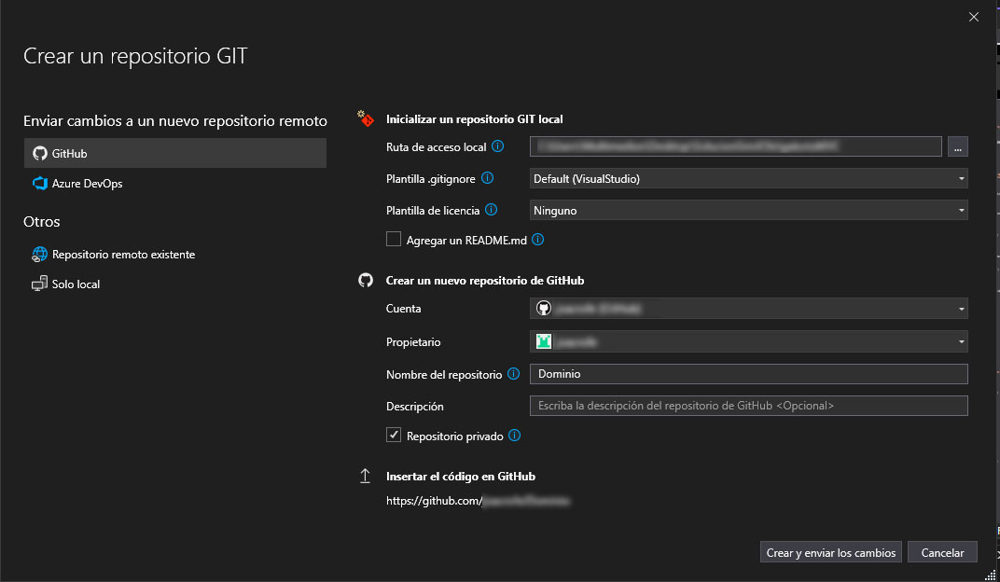 Crear un repositorio GIT
Enviar cambios a un nuevo repositorio remoto
GitHub
Azure DevOps
Otros
Repositorio remoto existente
Solo local
Inicializar un repositorio GIT local
Ruta de acceso local
...
Plantilla .gitignore Default (VisualStudio)
Plantilla de licencia Ninguno
Agregar un README.md
Crear un nuevo repositorio de GitHub
Cuenta
Propietario
Nombre del repositorio Dominio
Descripción Escriba la descripción del repositorio de GitHub <Opcional>
Repositorio privado
Insertar el código en GitHub
https://github.com/
Crear y enviar los cambios Cancelar